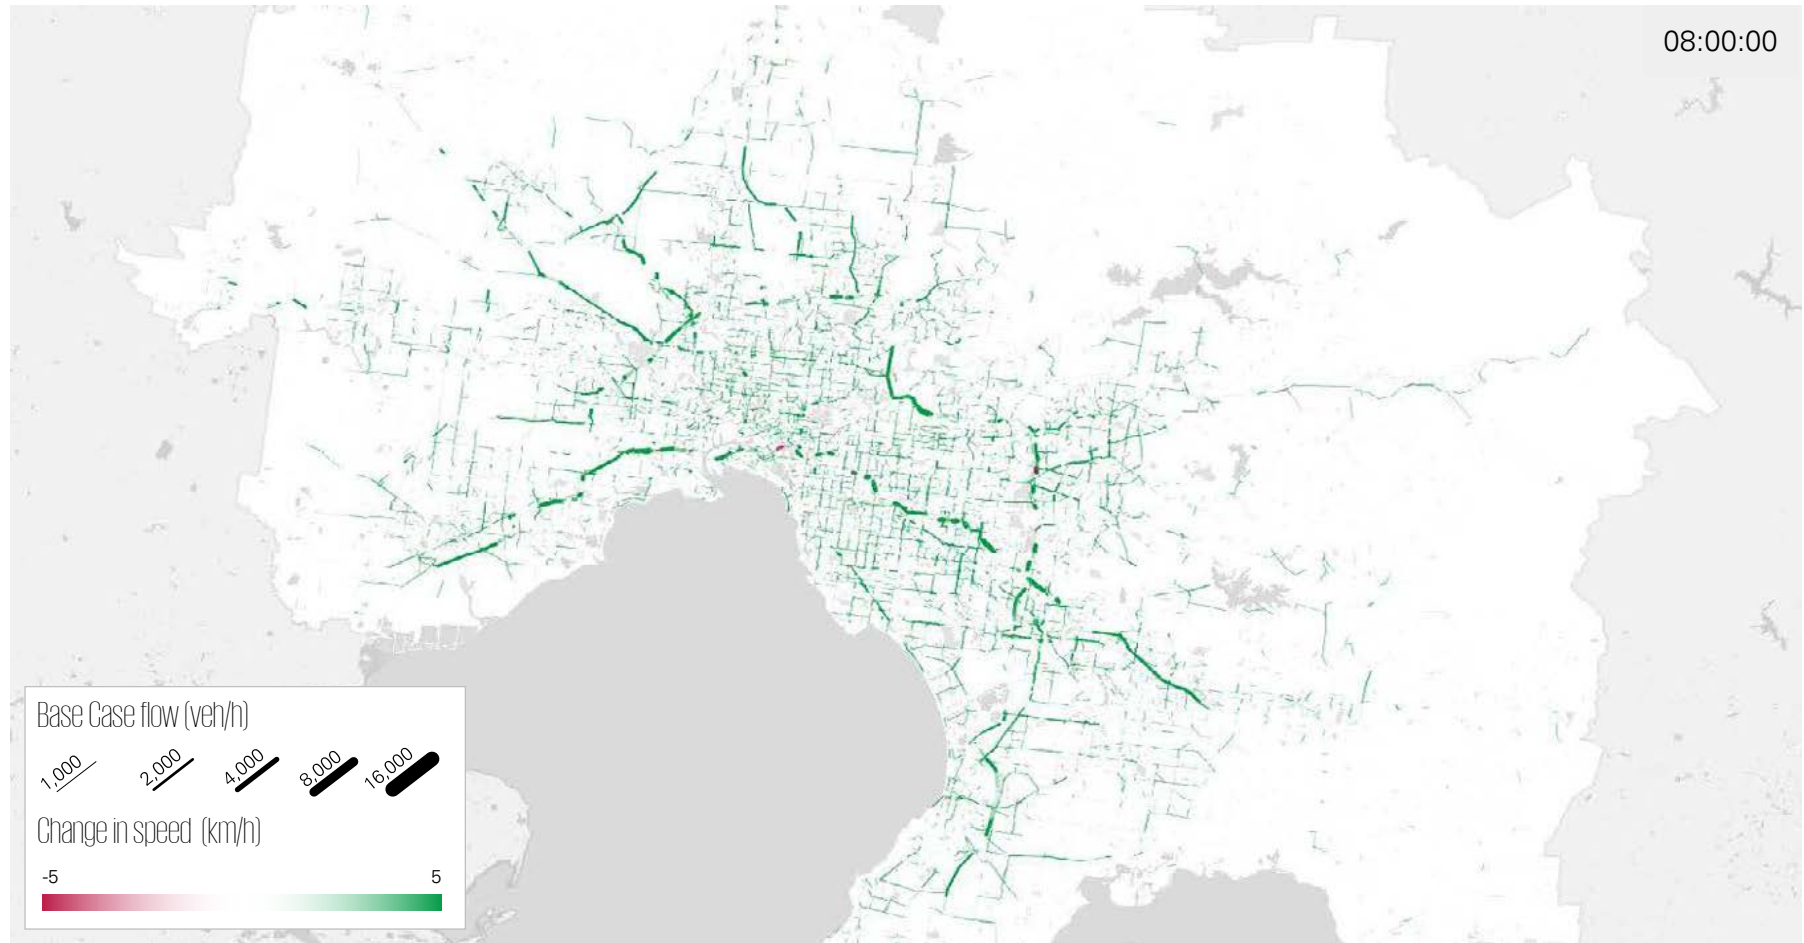 08:00:00
Base Case flow (veh/h)
1,000 2,000 4,000 8,000 16,000
Change in speed (km/h)
-5 5